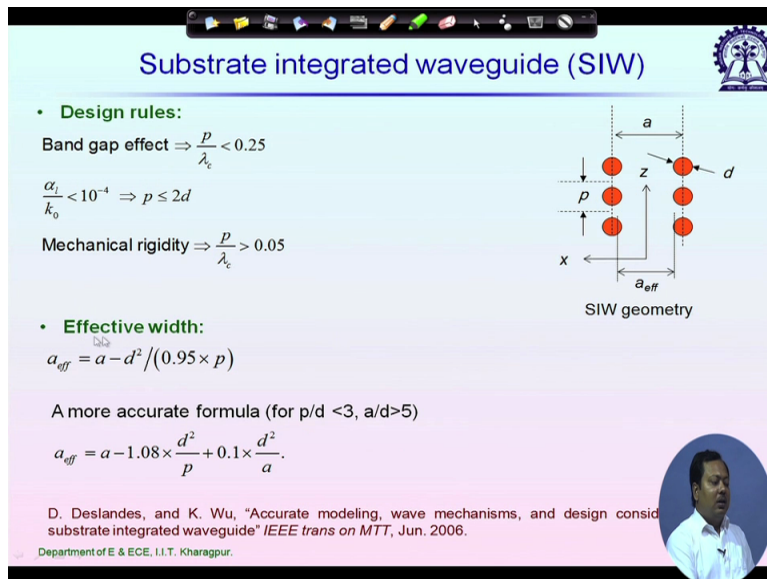 Substrate integrated waveguide (SIW)
• Design rules:
Band gap effect ⇒ p/λc < 0.25
αl/k0 < 10⁻⁴ ⇒ p ≤ 2d
Mechanical rigidity ⇒ p/λc > 0.05
a
d
z
p
x
aeff
SIW geometry
• Effective width:
aeff = a − d²/(0.95 × p)
A more accurate formula (for p/d <3, a/d>5)
aeff = a − 1.08 × d²/p + 0.1 × d²/a.
D. Deslandes, and K. Wu, “Accurate modeling, wave mechanisms, and design consid
substrate integrated waveguide” IEEE trans on MTT, Jun. 2006.
Department of E & ECE, I.I.T. Kharagpur.